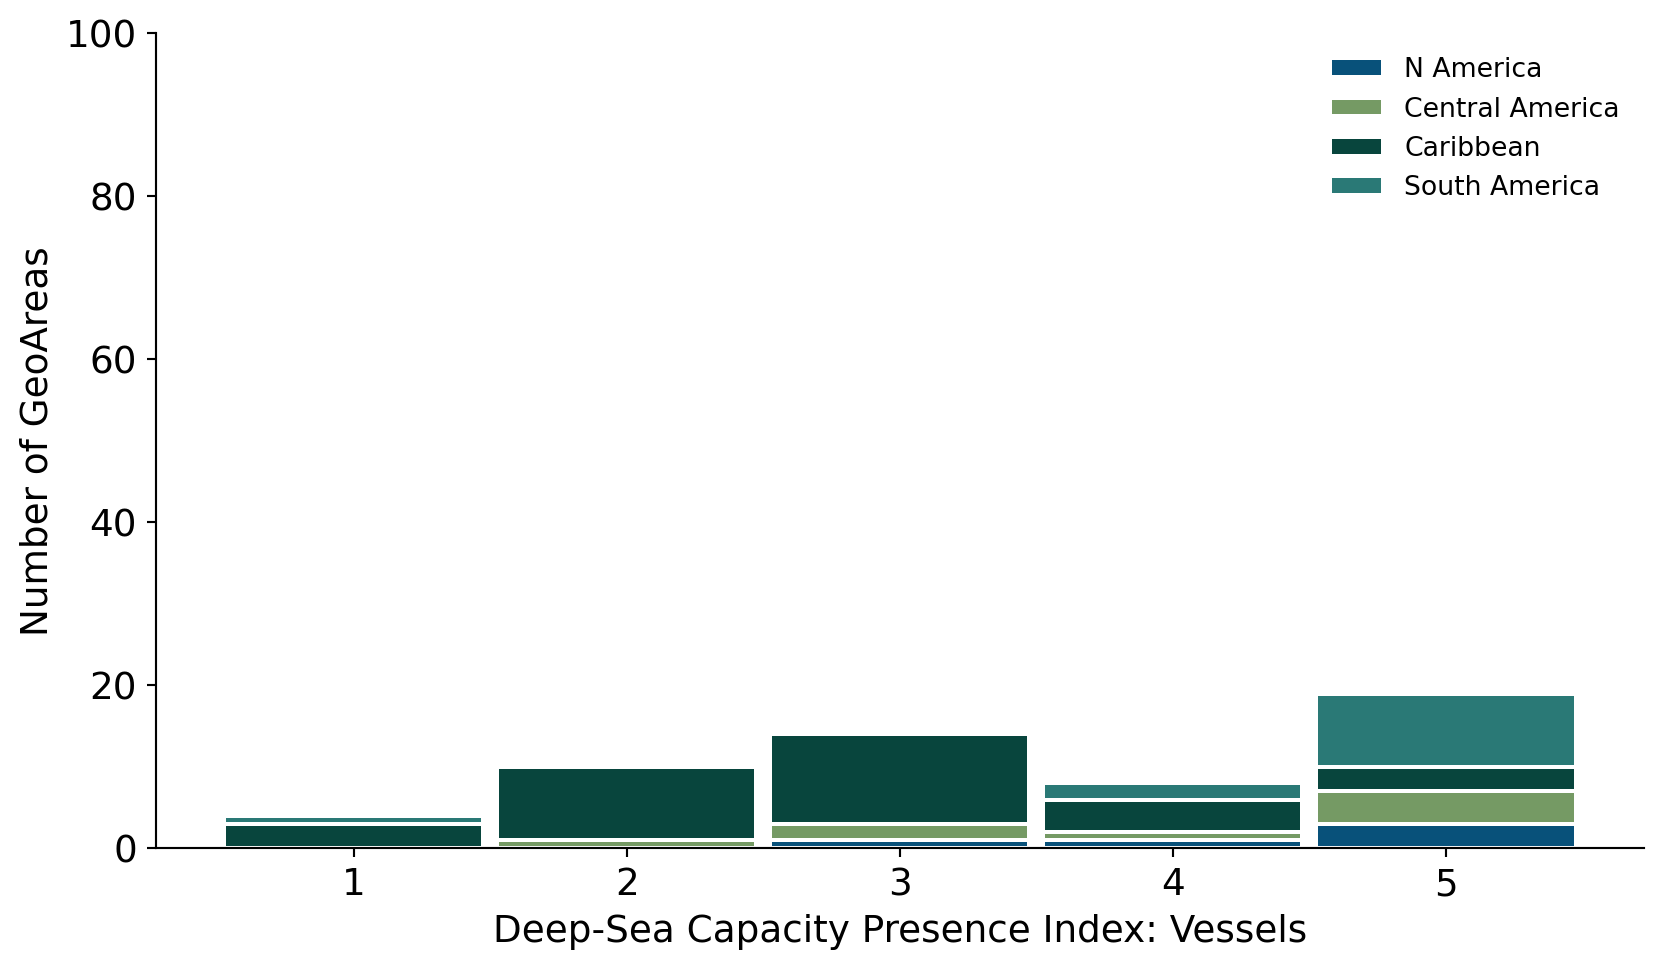 100
80
60
40
20
0
Number of GeoAreas
N America
Central America
Caribbean
South America
1 2 3 4 5
Deep-Sea Capacity Presence Index: Vessels